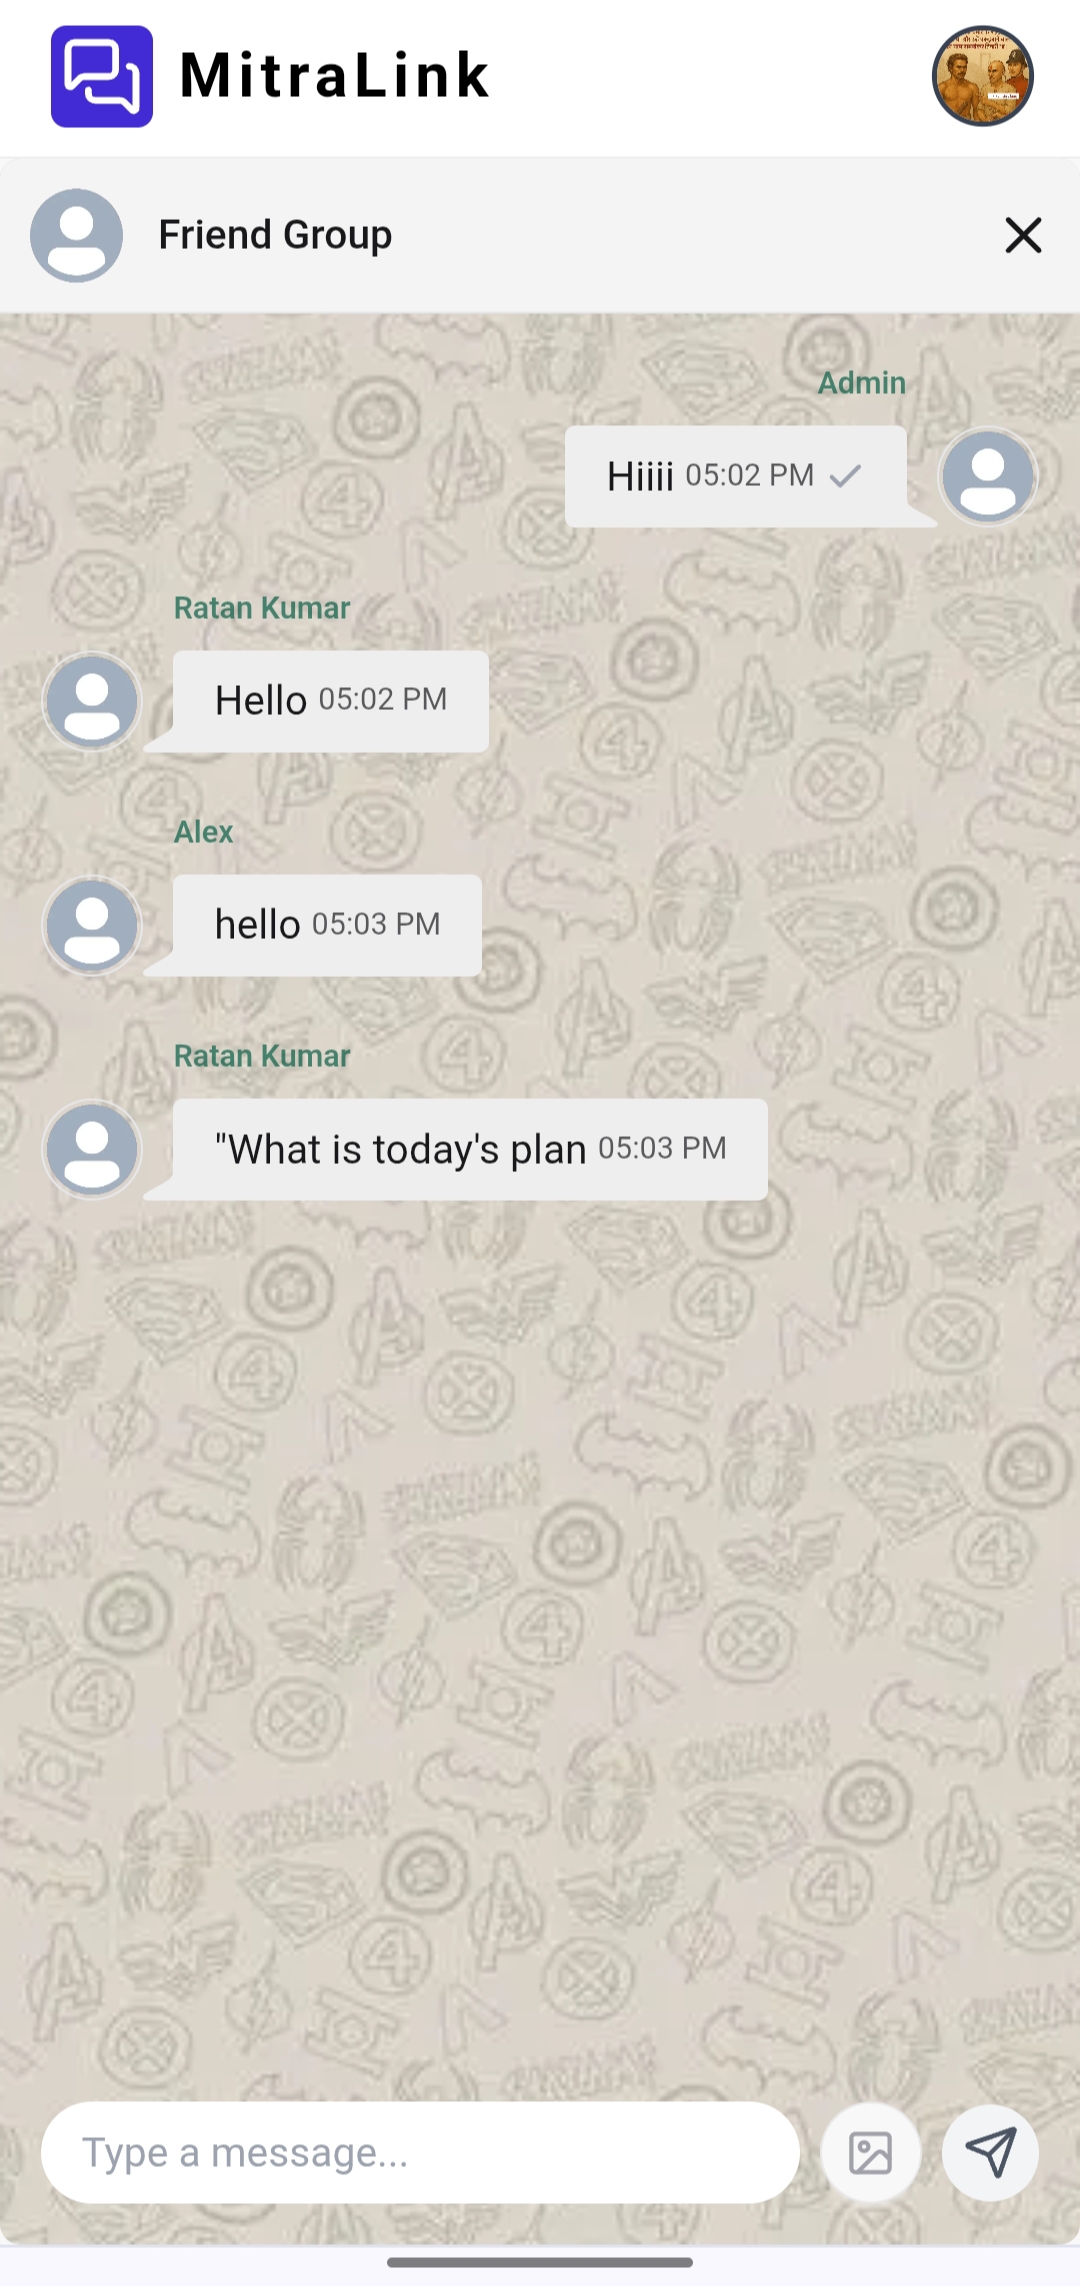 MitraLink
Friend Group
Admin
Hiiii 05:02 PM
Ratan Kumar
Hello 05:02 PM
Alex
hello 05:03 PM
Ratan Kumar
"What is today's plan 05:03 PM
Type a message...